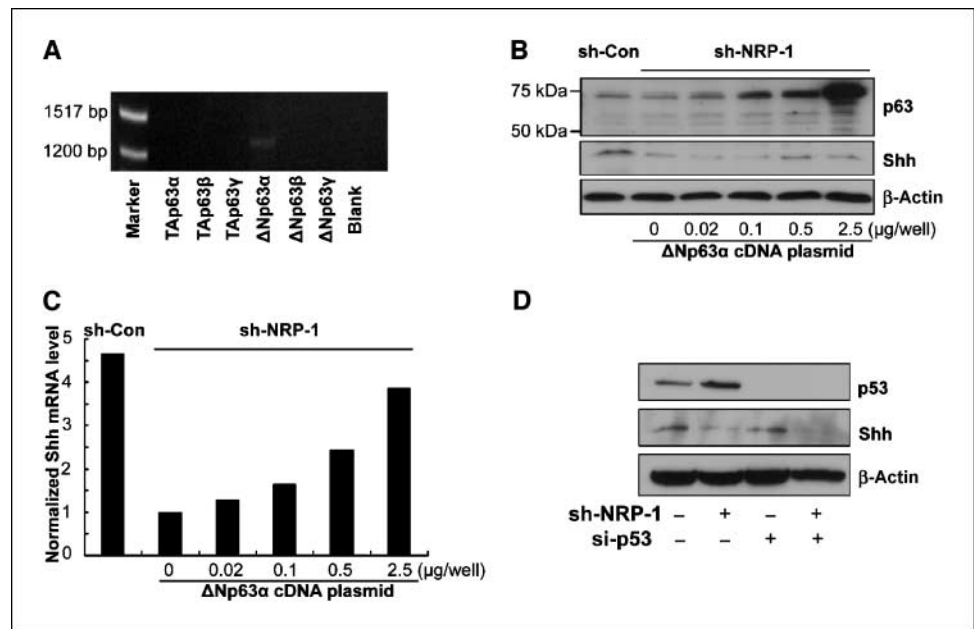 A
1517 bp
1200 bp
Marker
TAp63α
TAp63β
TAp63γ
ΔNp63α
ΔNp63β
ΔNp63γ
Blank
B
sh-Con sh-NRP-1
75 kDa
50 kDa
p63
Shh
β-Actin
0 0.02 0.1 0.5 2.5 (μg/well)
ΔNp63α cDNA plasmid
C
sh-Con sh-NRP-1
Normalized Shh mRNA level
5
4
3
2
1
0
0 0.02 0.1 0.5 2.5 (μg/well)
ΔNp63α cDNA plasmid
D
p53
Shh
β-Actin
sh-NRP-1 – + – +
si-p53 – – + +